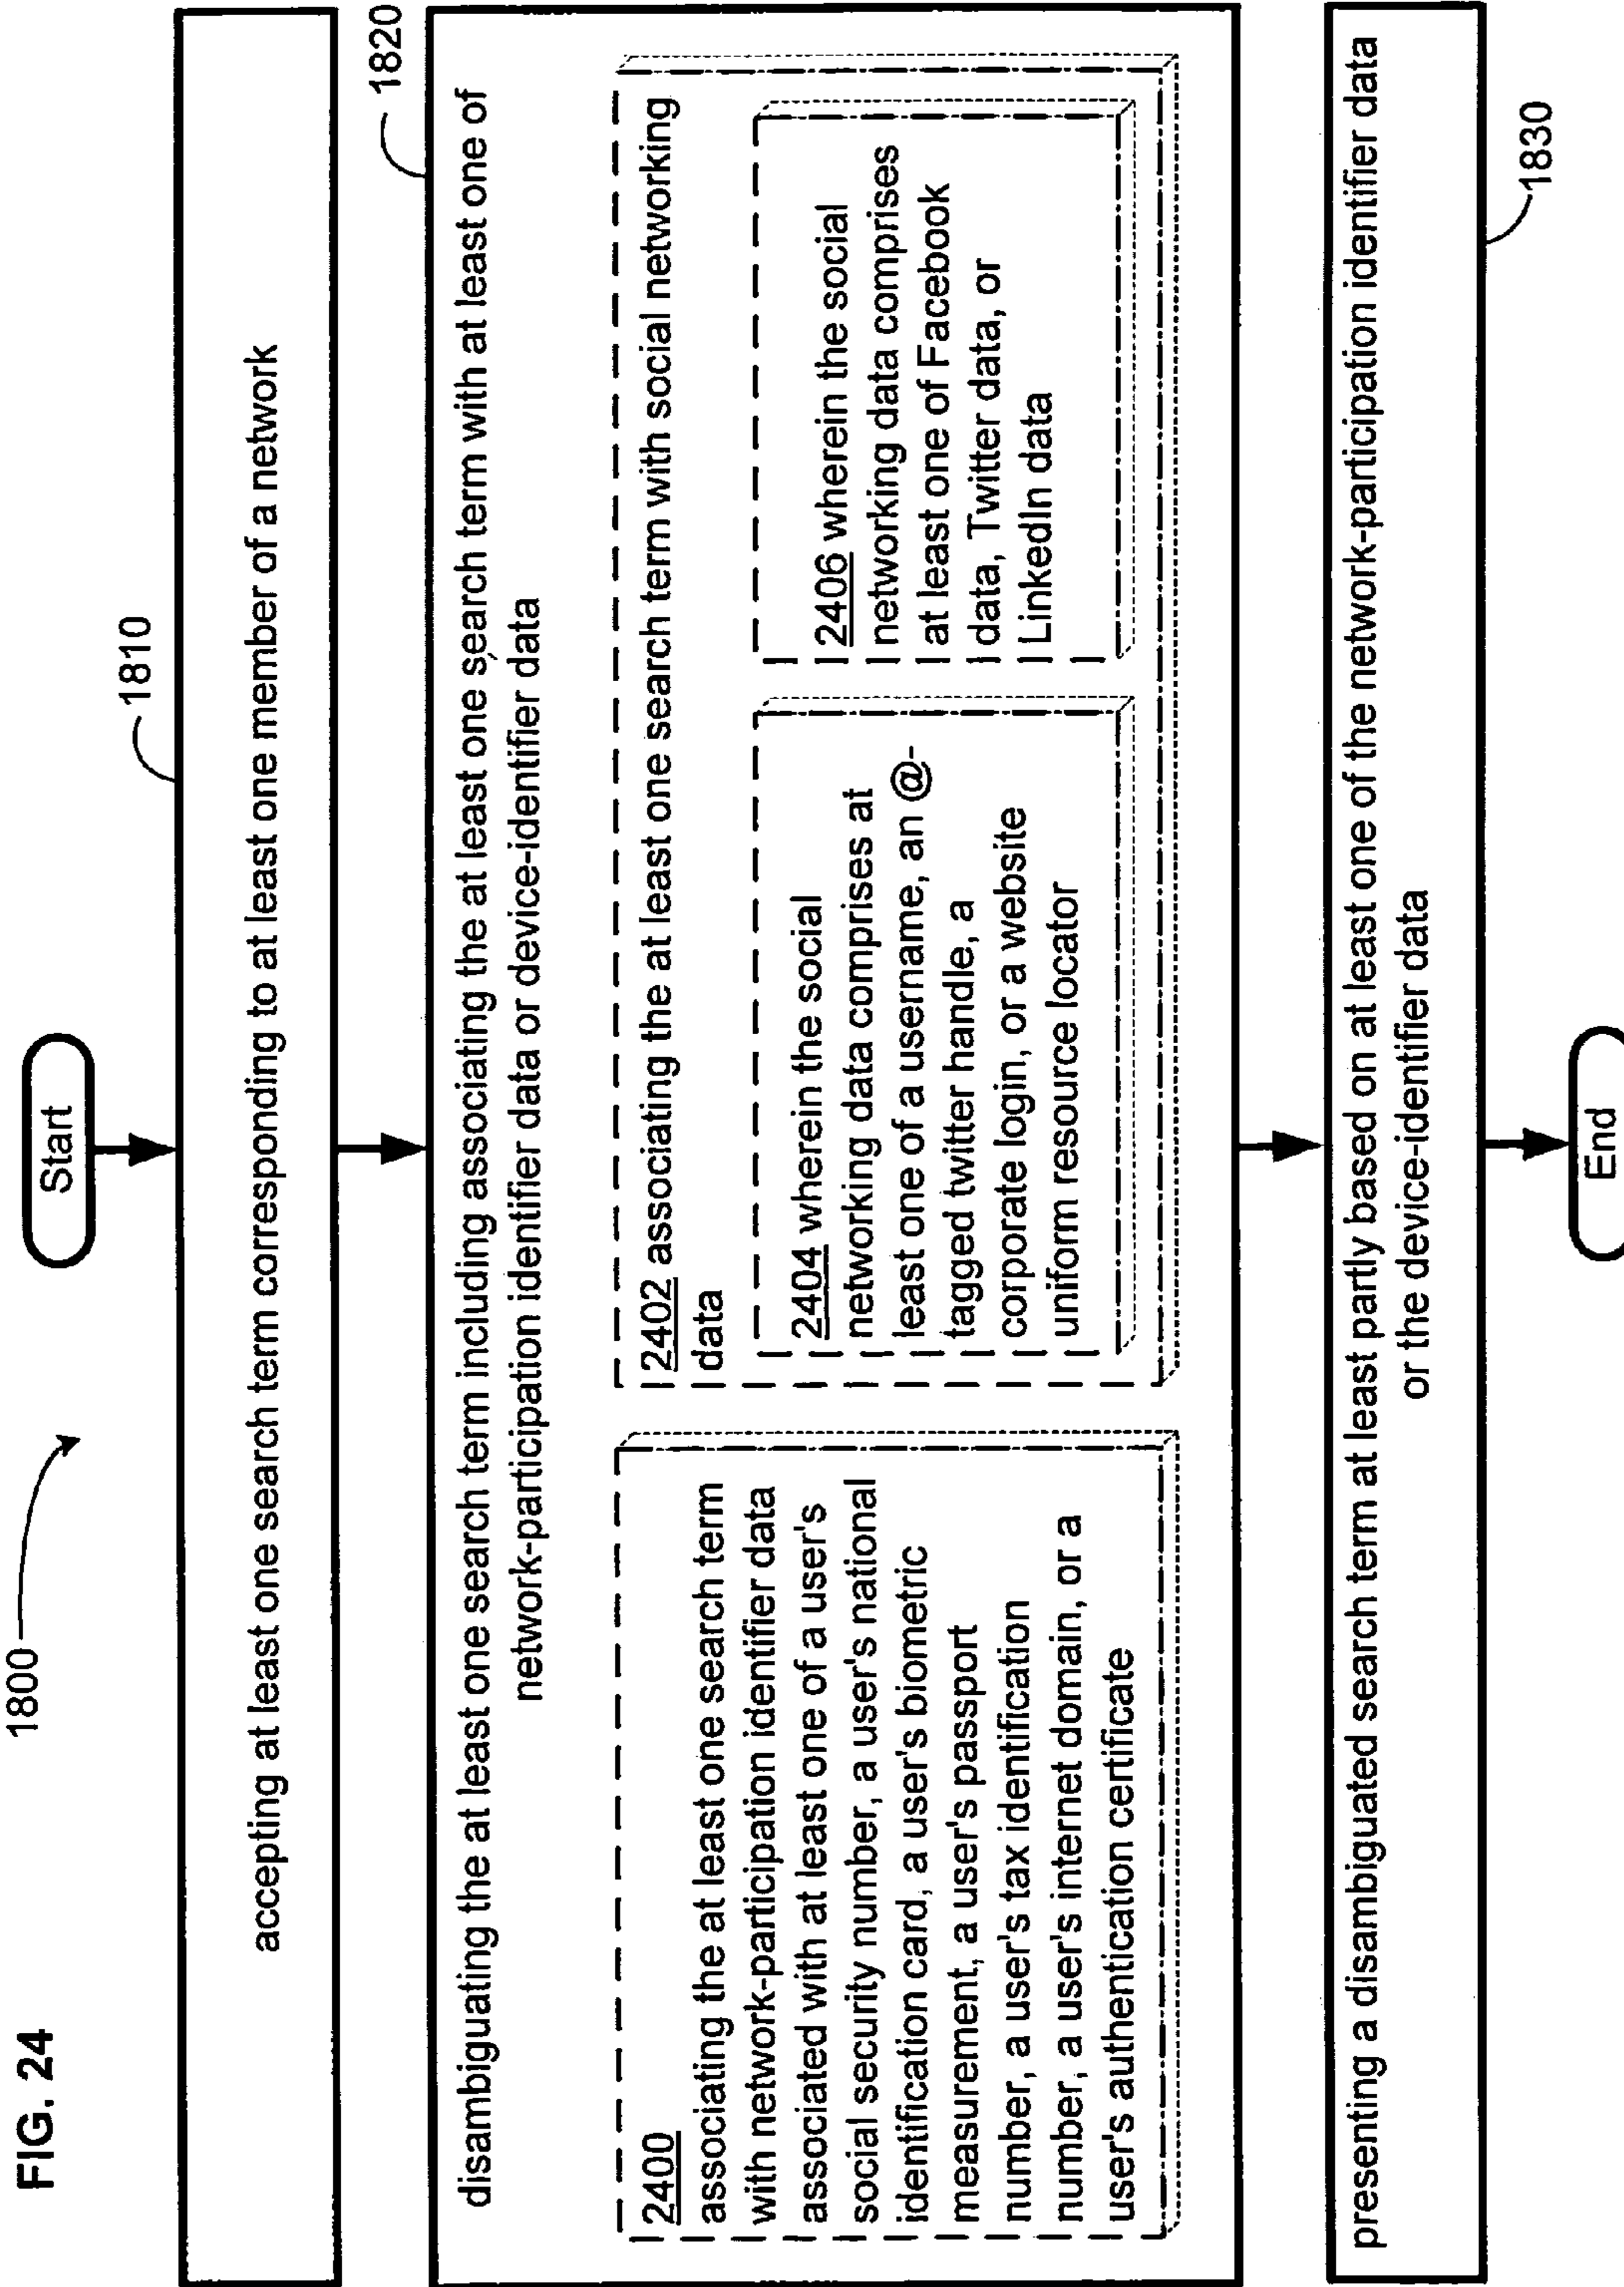 FIG. 24
1800
Start
1810
accepting at least one search term corresponding to at least one member of a network
1820
disambiguating the at least one search term including associating the at least one search term with at least one of
network-participation identifier data or device-identifier data
2400
associating the at least one search term
with network-participation identifier data
associated with at least one of a user's
social security number, a user's national
identification card, a user's biometric
measurement, a user's passport
number, a user's tax identification
number, a user's internet domain, or a
user's authentication certificate
2402 associating the at least one search term with social networking
data
2404 wherein the social
networking data comprises at
least one of a username, an @-
tagged twitter handle, a
corporate login, or a website
uniform resource locator
2406 wherein the social
networking data comprises
at least one of Facebook
data, Twitter data, or
LinkedIn data
presenting a disambiguated search term at least partly based on at least one of the network-participation identifier data
or the device-identifier data
1830
End